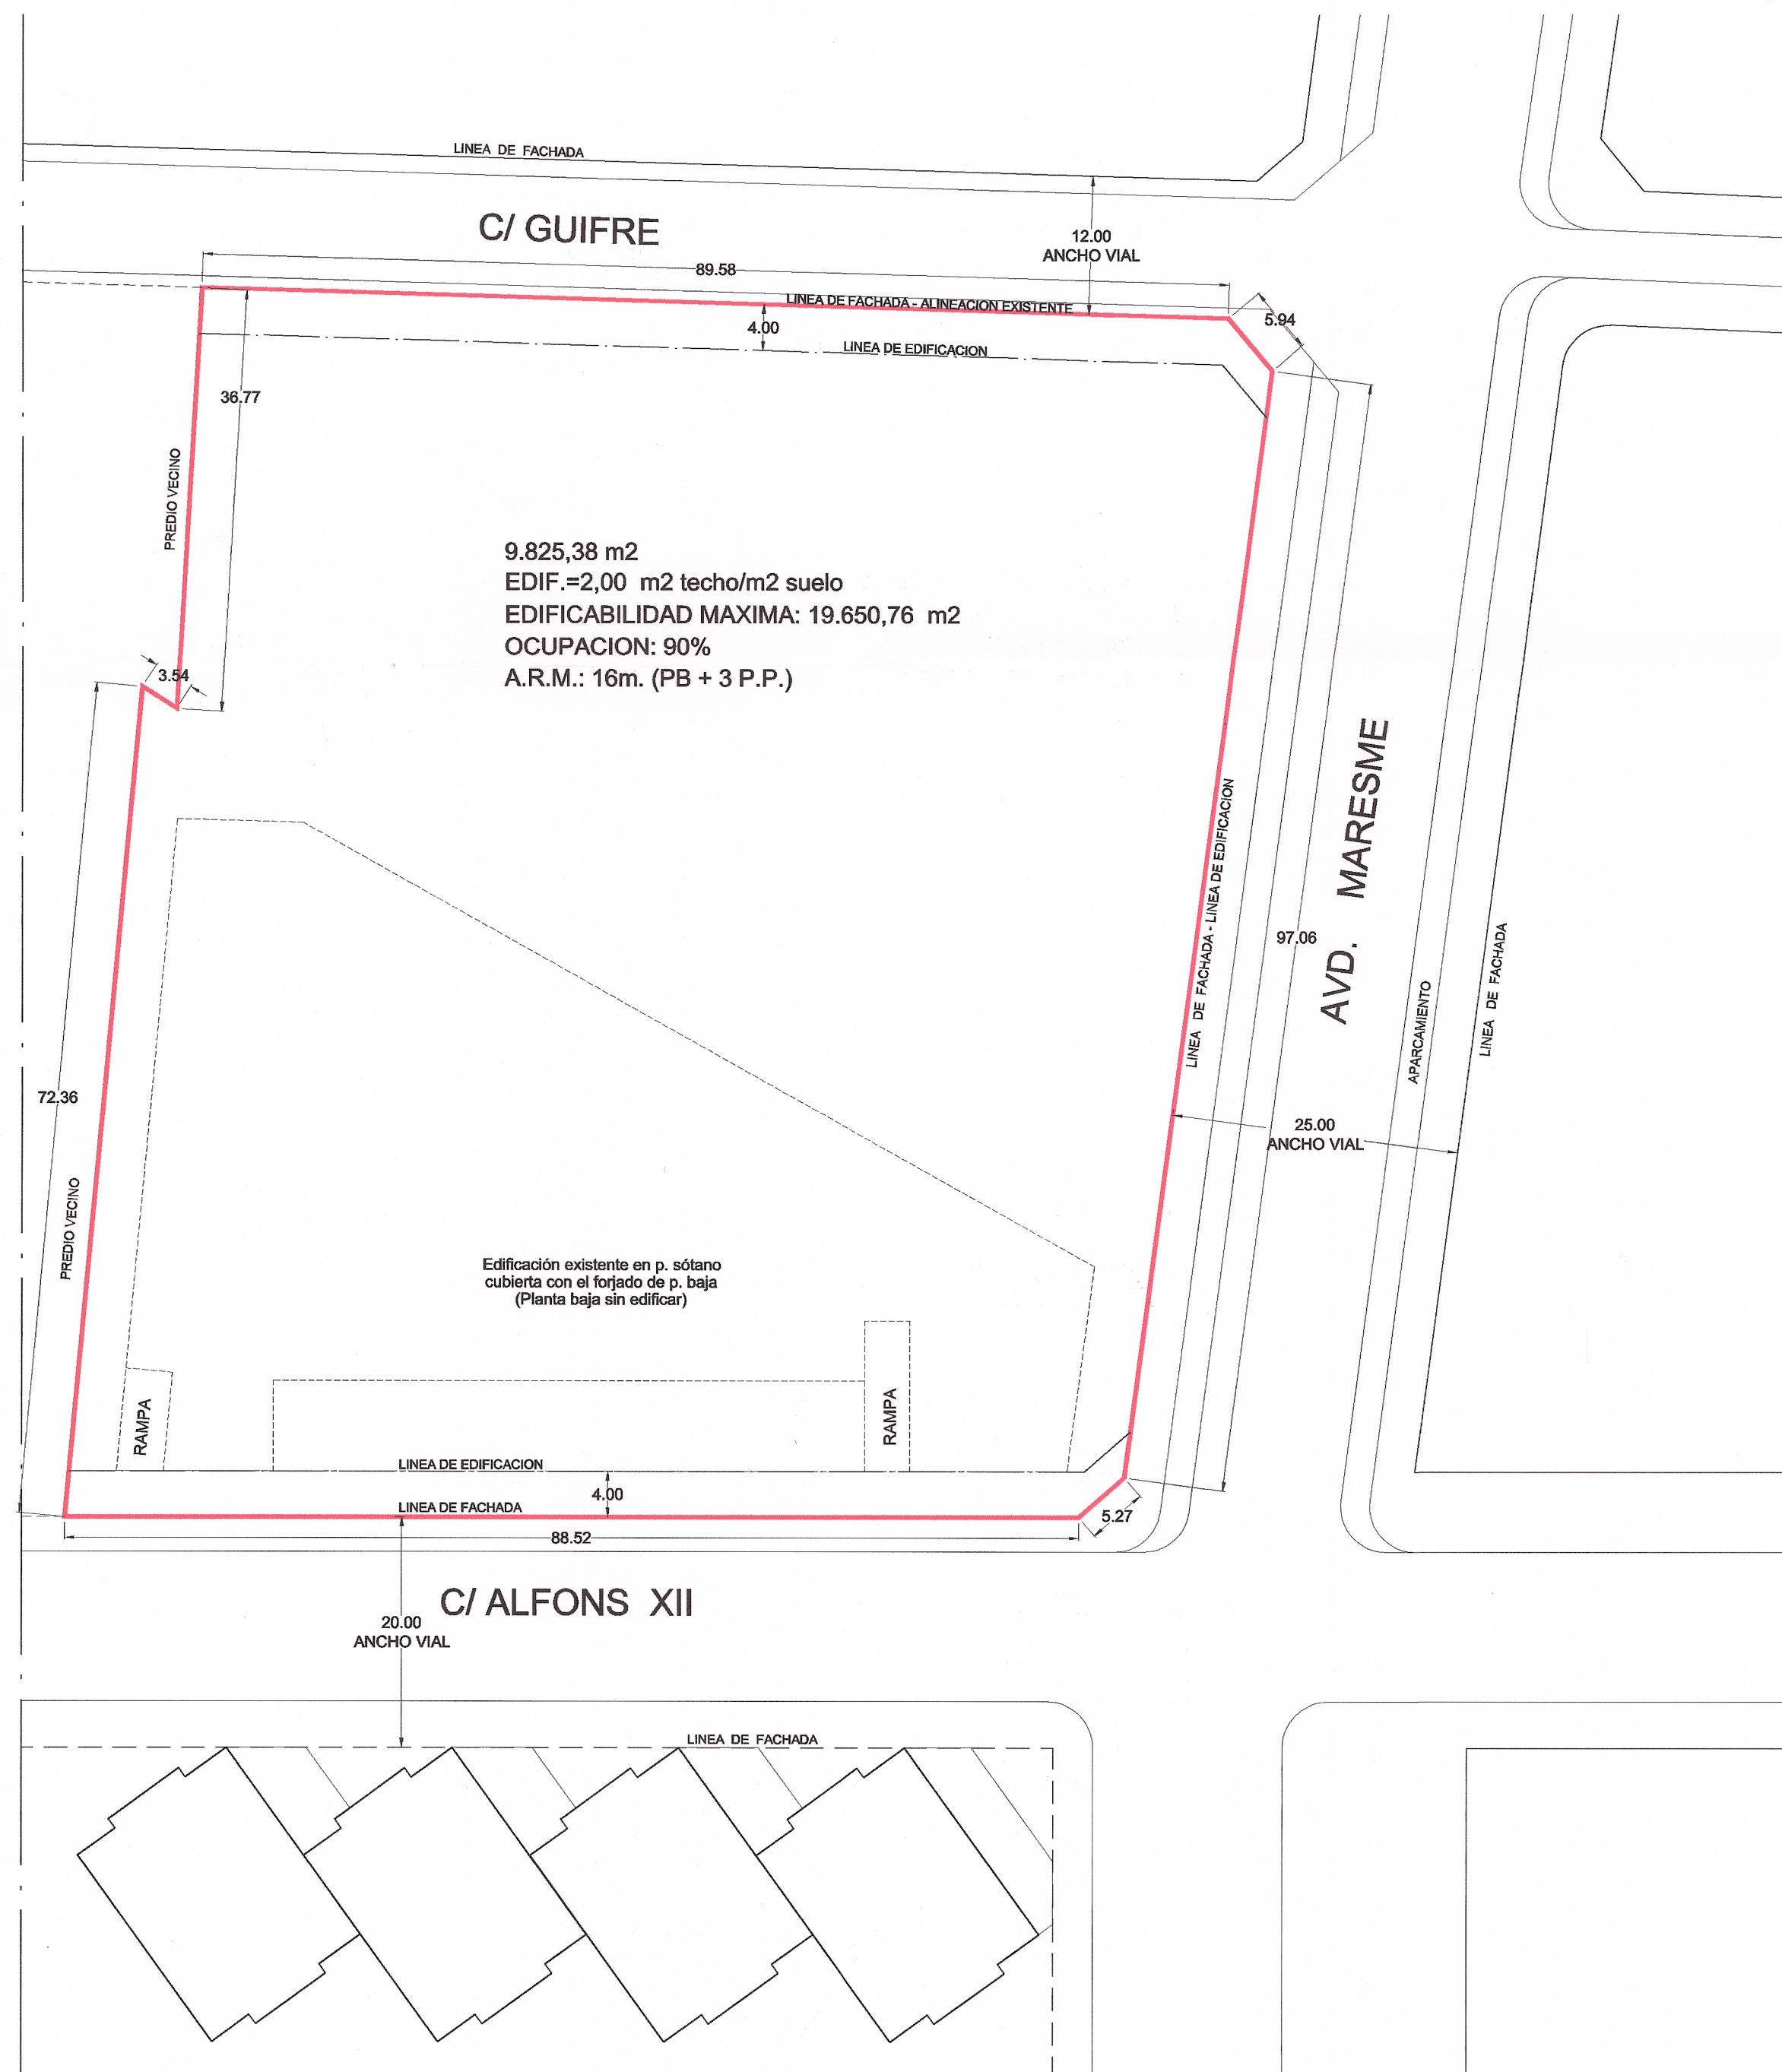 LINEA DE FACHADA
C/ GUIFRE
12.00
ANCHO VIAL
89.58
LINEA DE FACHADA - ALINEACION EXISTENTE
5.94
4.00
LINEA DE EDIFICACION
36.77
PREDIO VECINO
9.825,38 m2
EDIF.=2,00 m2 techo/m2 suelo
EDIFICABILIDAD MAXIMA: 19.650,76 m2
OCUPACION: 90%
A.R.M.: 16m. (PB + 3 P.P.)
3.54
AVD. MARESME
LINEA DE FACHADA - LINEA DE EDIFICACION
97.06
APARCAMIENTO
LINEA DE FACHADA
72.36
25.00
ANCHO VIAL
PREDIO VECINO
Edificación existente en p. sótano
cubierta con el forjado de p. baja
(Planta baja sin edificar)
RAMPA
RAMPA
LINEA DE EDIFICACION
4.00
LINEA DE FACHADA
5.27
88.52
C/ ALFONS XII
20.00
ANCHO VIAL
LINEA DE FACHADA